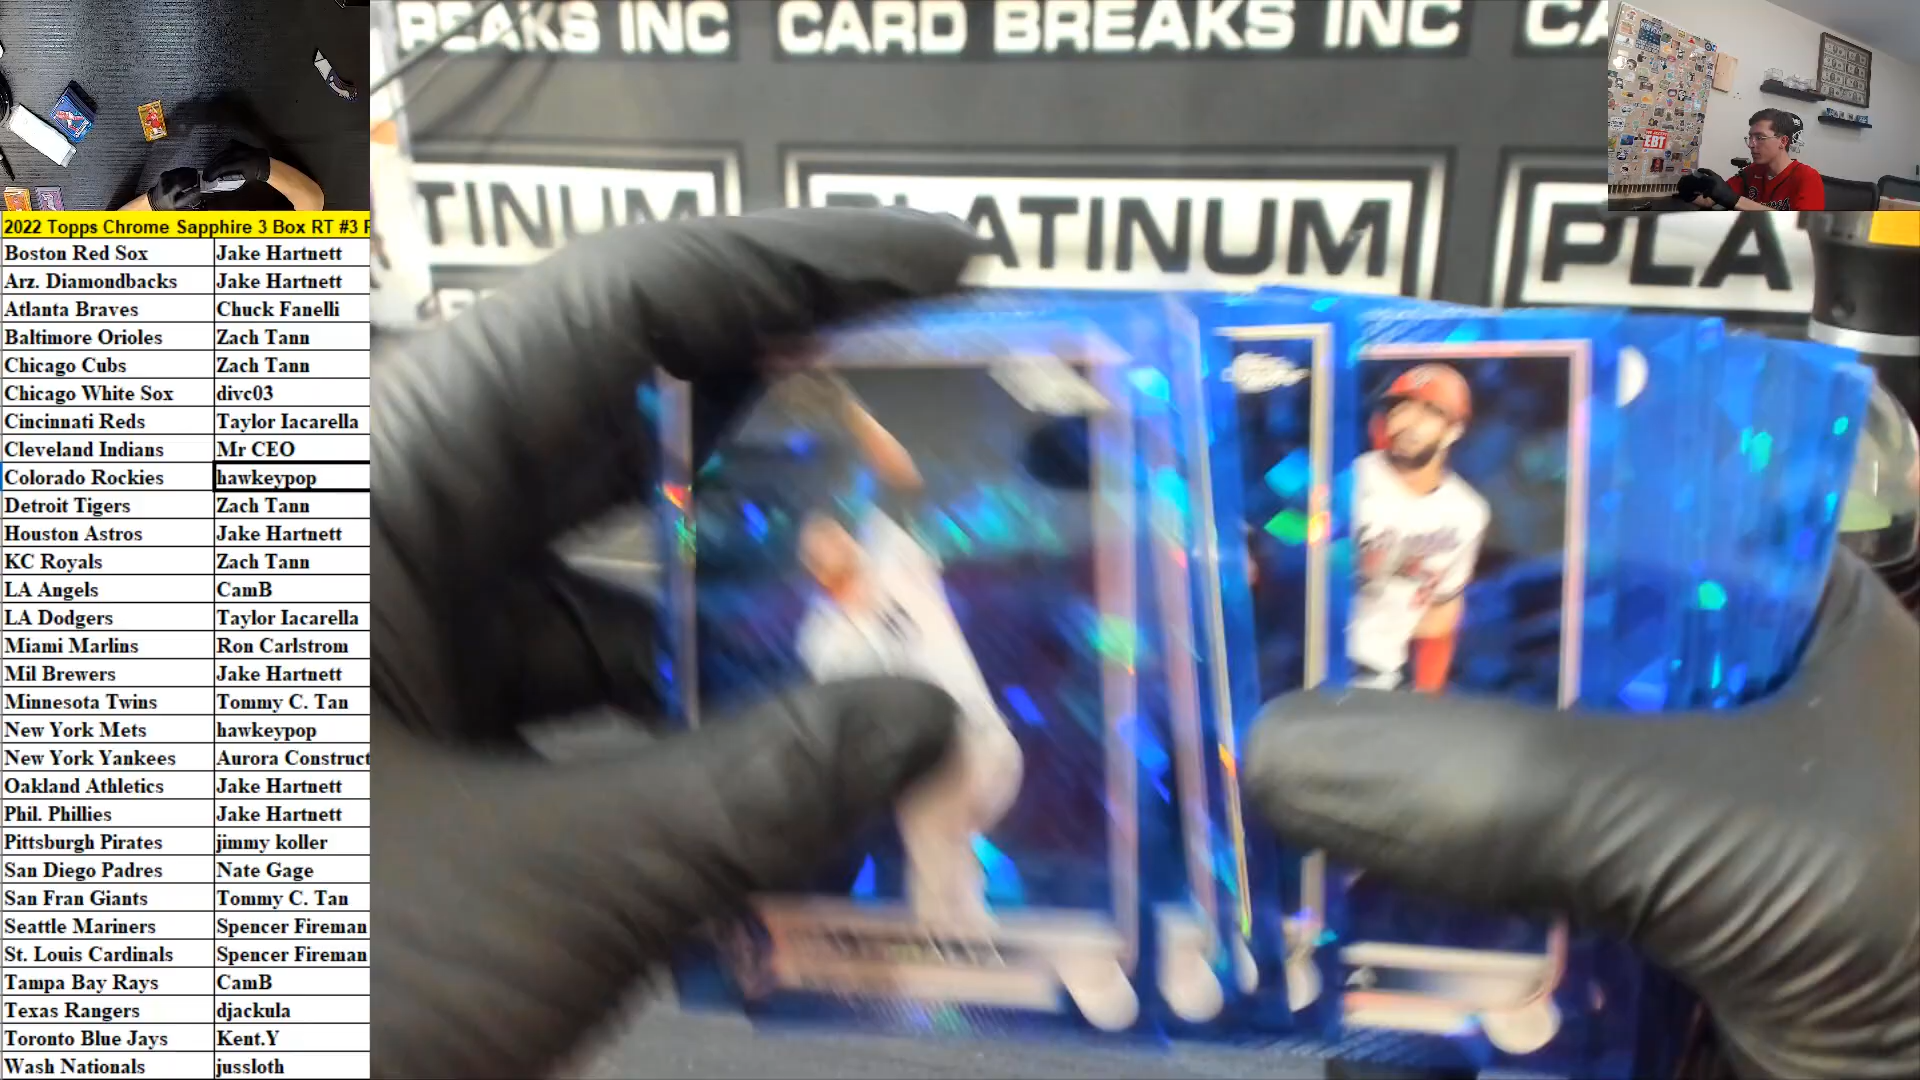 REAKS INC CARD BREAKS INC CA
TINUM PLATINUM PLA
EBT
2022 Topps Chrome Sapphire 3 Box RT #3
Boston Red Sox Jake Hartnett
Arz. Diamondbacks Jake Hartnett
Atlanta Braves Chuck Fanelli
Baltimore Orioles Zach Tann
Chicago Cubs Zach Tann
Chicago White Sox divc03
Cincinnati Reds Taylor Iacarella
Cleveland Indians Mr CEO
Colorado Rockies hawkeypop
Detroit Tigers Zach Tann
Houston Astros Jake Hartnett
KC Royals Zach Tann
LA Angels CamB
LA Dodgers Taylor Iacarella
Miami Marlins Ron Carlstrom
Mil Brewers Jake Hartnett
Minnesota Twins Tommy C. Tan
New York Mets hawkeypop
New York Yankees Aurora Construct
Oakland Athletics Jake Hartnett
Phil. Phillies Jake Hartnett
Pittsburgh Pirates jimmy koller
San Diego Padres Nate Gage
San Fran Giants Tommy C. Tan
Seattle Mariners Spencer Fireman
St. Louis Cardinals Spencer Fireman
Tampa Bay Rays CamB
Texas Rangers djackula
Toronto Blue Jays Kent.Y
Wash Nationals jussloth